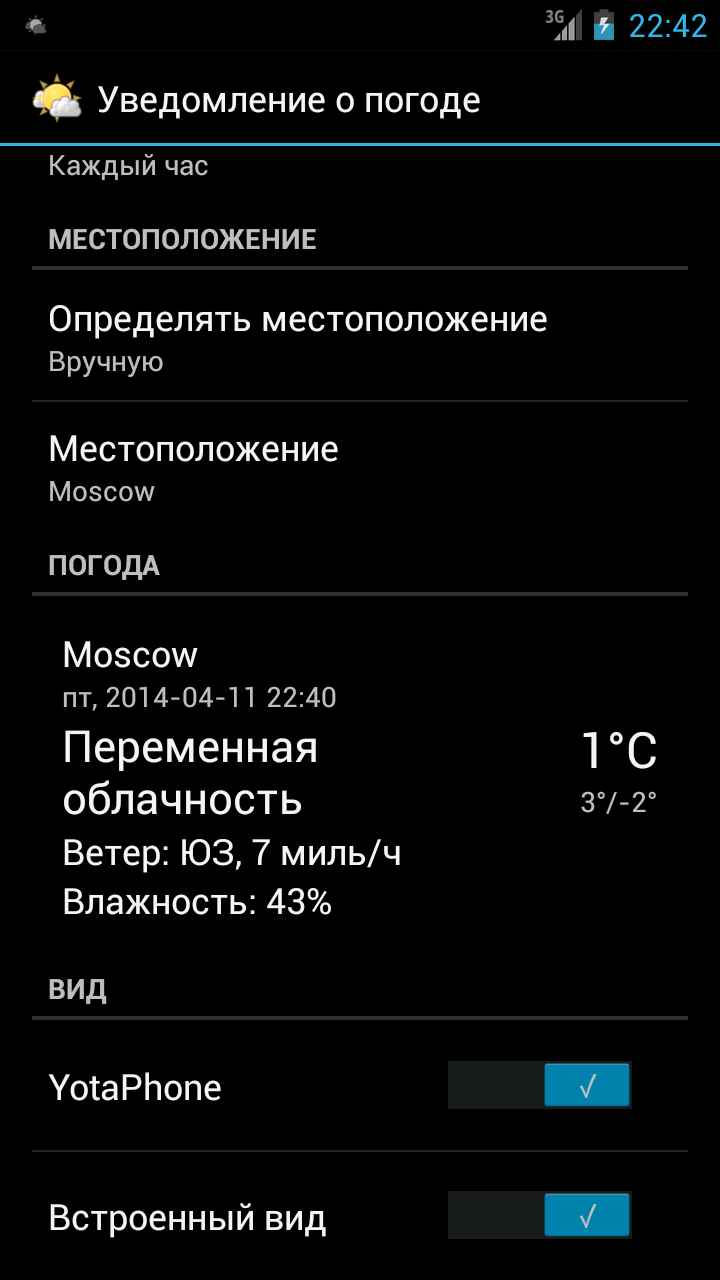 3G 22:42
Уведомление о погоде
Каждый час
МЕСТОПОЛОЖЕНИЕ
Определять местоположение
Вручную
Местоположение
Moscow
ПОГОДА
Moscow
пт, 2014-04-11 22:40
Переменная
облачность
1°C
3°/-2°
Ветер: ЮЗ, 7 миль/ч
Влажность: 43%
ВИД
YotaPhone √
Встроенный вид √